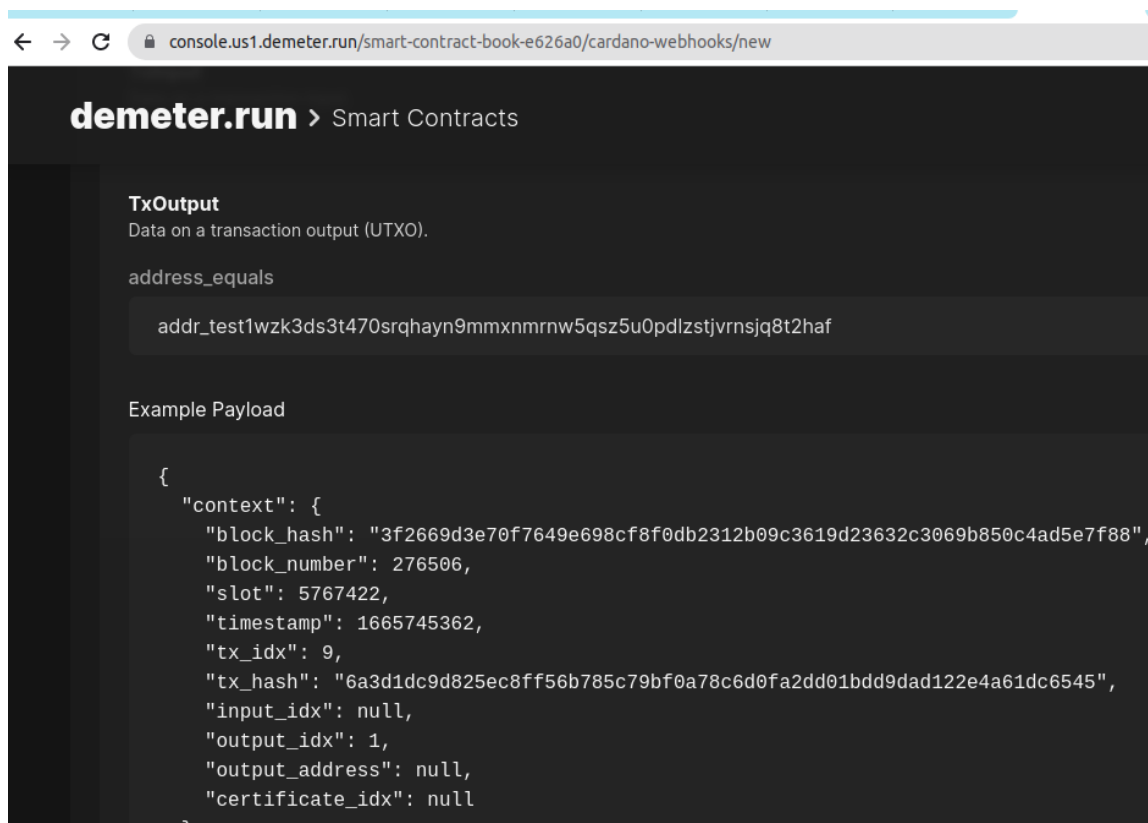 console.us1.demeter.run/smart-contract-book-e626a0/cardano-webhooks/new
demeter.run > Smart Contracts
TxOutput
Data on a transaction output (UTXO).
address_equals
addr_test1wzk3ds3t470srqhayn9mmxnmrnw5qsz5u0pdlzstjvrnsjq8t2haf
Example Payload
{
"context": {
"block_hash": "3f2669d3e70f7649e698cf8f0db2312b09c3619d23632c3069b850c4ad5e7f88",
"block_number": 276506,
"slot": 5767422,
"timestamp": 1665745362,
"tx_idx": 9,
"tx_hash": "6a3d1dc9d825ec8ff56b785c79bf0a78c6d0fa2dd01bdd9dad122e4a61dc6545",
"input_idx": null,
"output_idx": 1,
"output_address": null,
"certificate_idx": null